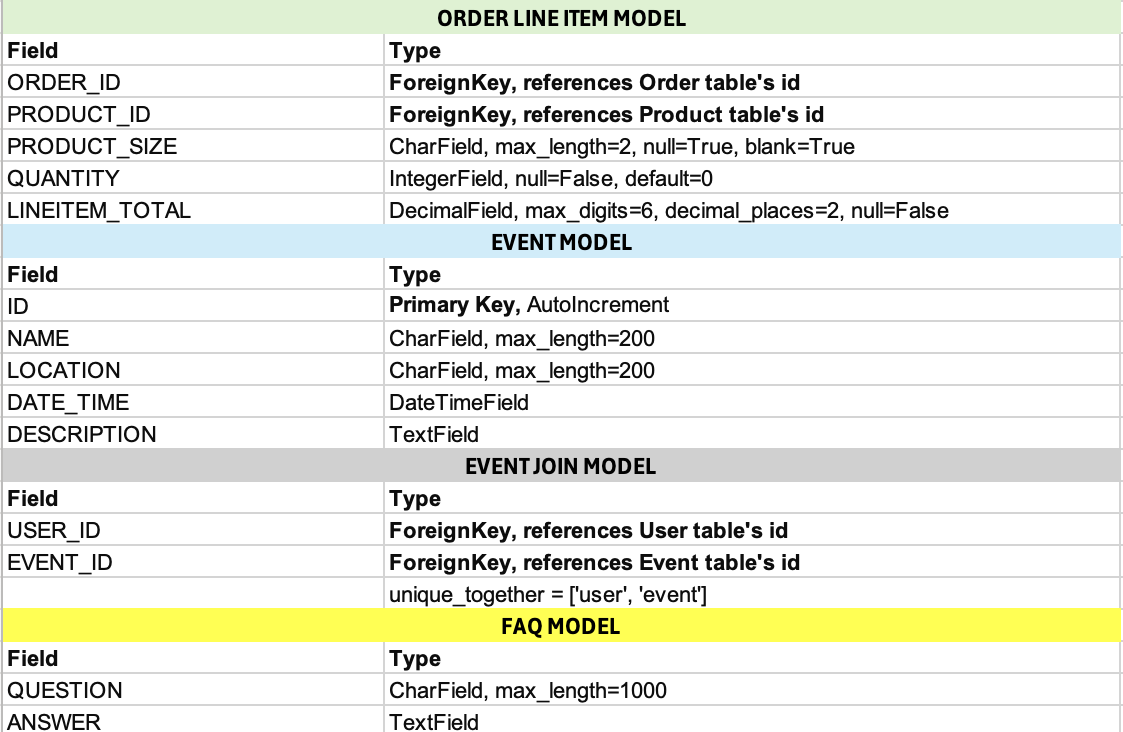 ORDER LINE ITEM MODEL
Field Type
ORDER_ID ForeignKey, references Order table's id
PRODUCT_ID ForeignKey, references Product table's id
PRODUCT_SIZE CharField, max_length=2, null=True, blank=True
QUANTITY IntegerField, null=False, default=0
LINEITEM_TOTAL DecimalField, max_digits=6, decimal_places=2, null=False
EVENT MODEL
Field Type
ID Primary Key, AutoIncrement
NAME CharField, max_length=200
LOCATION CharField, max_length=200
DATE_TIME DateTimeField
DESCRIPTION TextField
EVENT JOIN MODEL
Field Type
USER_ID ForeignKey, references User table's id
EVENT_ID ForeignKey, references Event table's id
unique_together = ['user', 'event']
FAQ MODEL
Field Type
QUESTION CharField, max_length=1000
ANSWER TextField